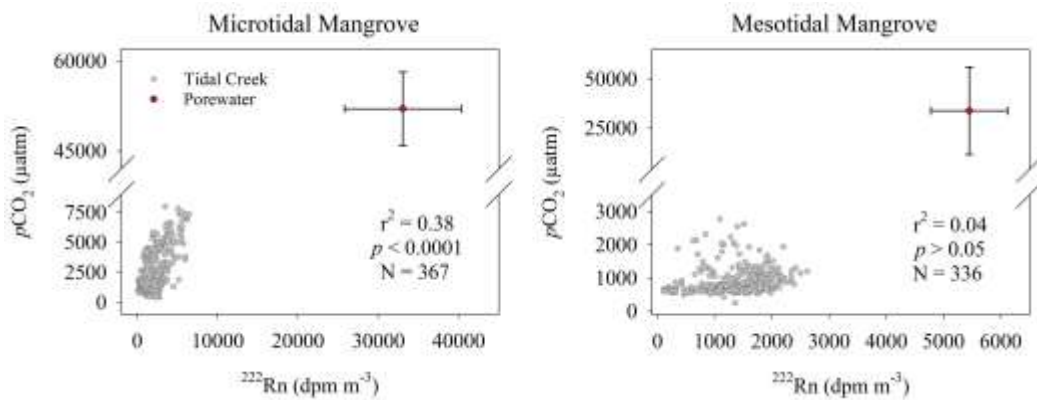 Microtidal Mangrove
60000
45000
7500
5000
2500
0
pCO₂ (µatm)
Tidal Creek
Porewater
r² = 0.38
p < 0.0001
N = 367
0 10000 20000 30000 40000
²²²Rn (dpm m⁻³)
Mesotidal Mangrove
50000
25000
3000
2000
1000
0
pCO₂ (µatm)
r² = 0.04
p > 0.05
N = 336
0 1000 2000 3000 4000 5000 6000
²²²Rn (dpm m⁻³)